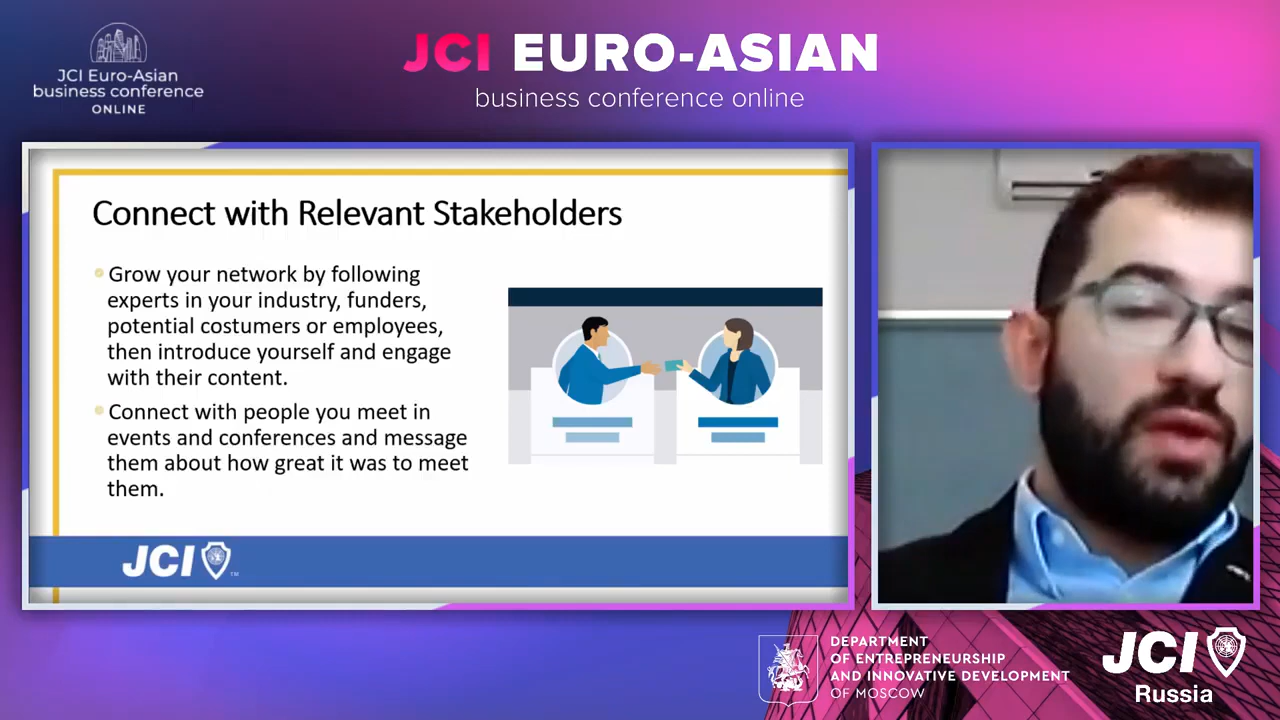 JCI Euro-Asian
business conference
ONLINE
JCI EURO-ASIAN
business conference online
Connect with Relevant Stakeholders
Grow your network by following
experts in your industry, funders,
potential costumers or employees,
then introduce yourself and engage
with their content.
Connect with people you meet in
events and conferences and message
them about how great it was to meet
them.
JCI
TM
DEPARTMENT
OF ENTREPRENEURSHIP
AND INNOVATIVE DEVELOPMENT
OF MOSCOW
JCI
Russia